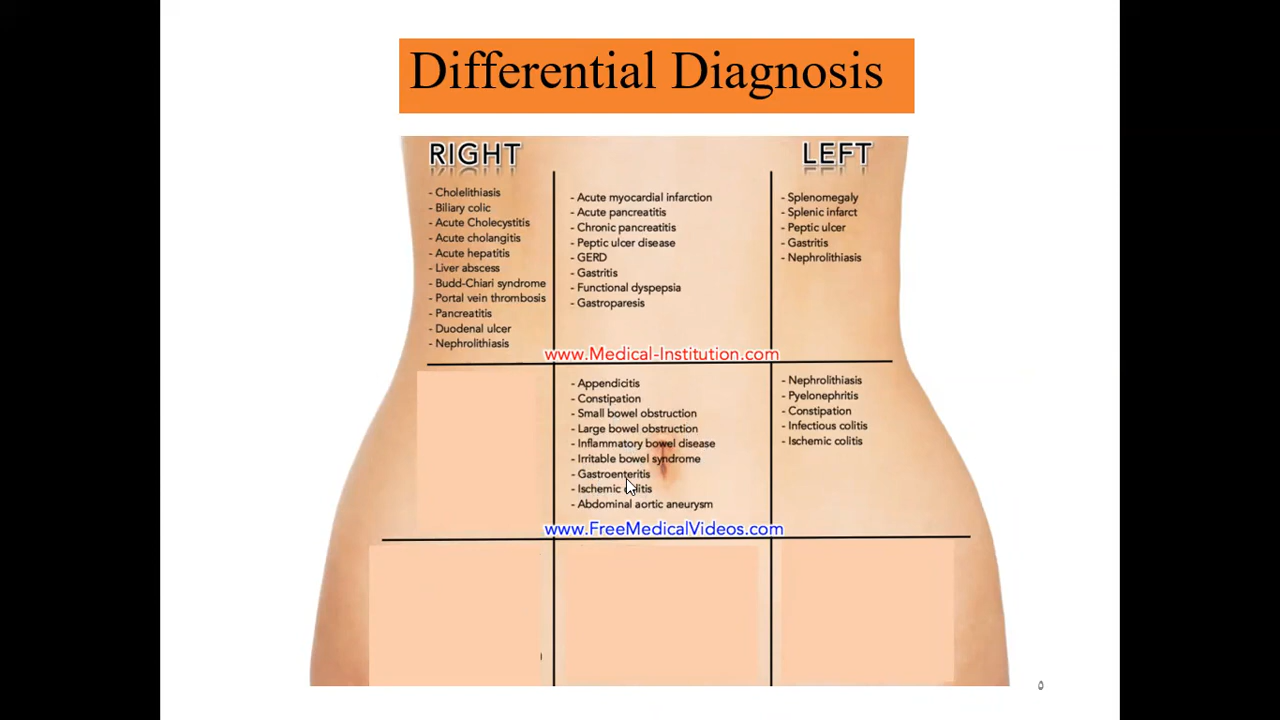 Differential Diagnosis
RIGHT
LEFT
- Cholelithiasis
- Biliary colic
- Acute Cholecystitis
- Acute cholangitis
- Acute hepatitis
- Liver abscess
- Budd-Chiari syndrome
- Portal vein thrombosis
- Pancreatitis
- Duodenal ulcer
- Nephrolithiasis
- Acute myocardial infarction
- Acute pancreatitis
- Chronic pancreatitis
- Peptic ulcer disease
- GERD
- Gastritis
- Functional dyspepsia
- Gastroparesis
- Splenomegaly
- Splenic infarct
- Peptic ulcer
- Gastritis
- Nephrolithiasis
www.Medical-Institution.com
- Appendicitis
- Constipation
- Small bowel obstruction
- Large bowel obstruction
- Inflammatory bowel disease
- Irritable bowel syndrome
- Gastroenteritis
- Ischemic colitis
- Abdominal aortic aneurysm
- Nephrolithiasis
- Pyelonephritis
- Constipation
- Infectious colitis
- Ischemic colitis
www.FreeMedicalVideos.com
۵